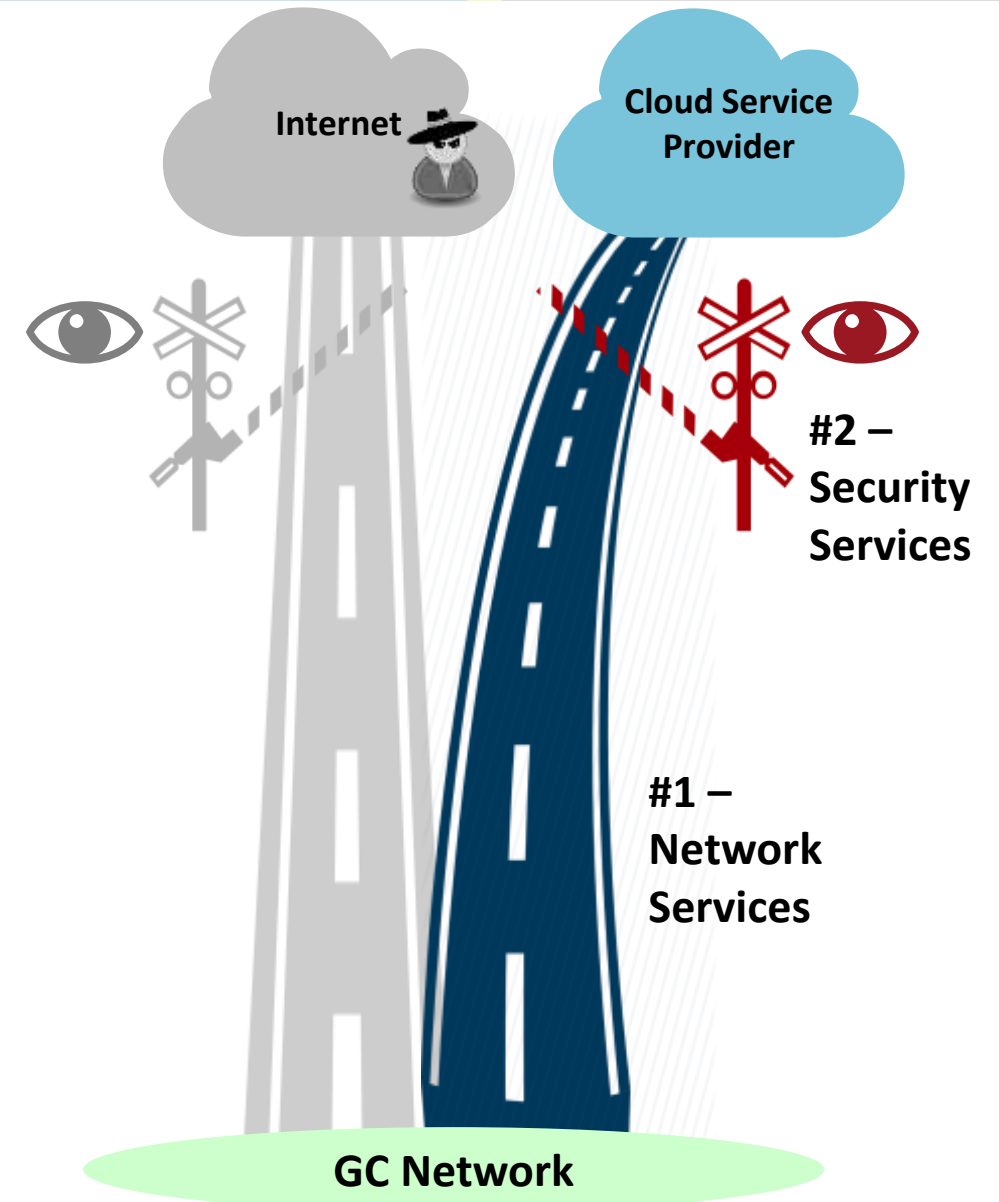 Internet
Cloud Service
Provider
#2 –
Security
Services
#1 –
Network
Services
GC Network